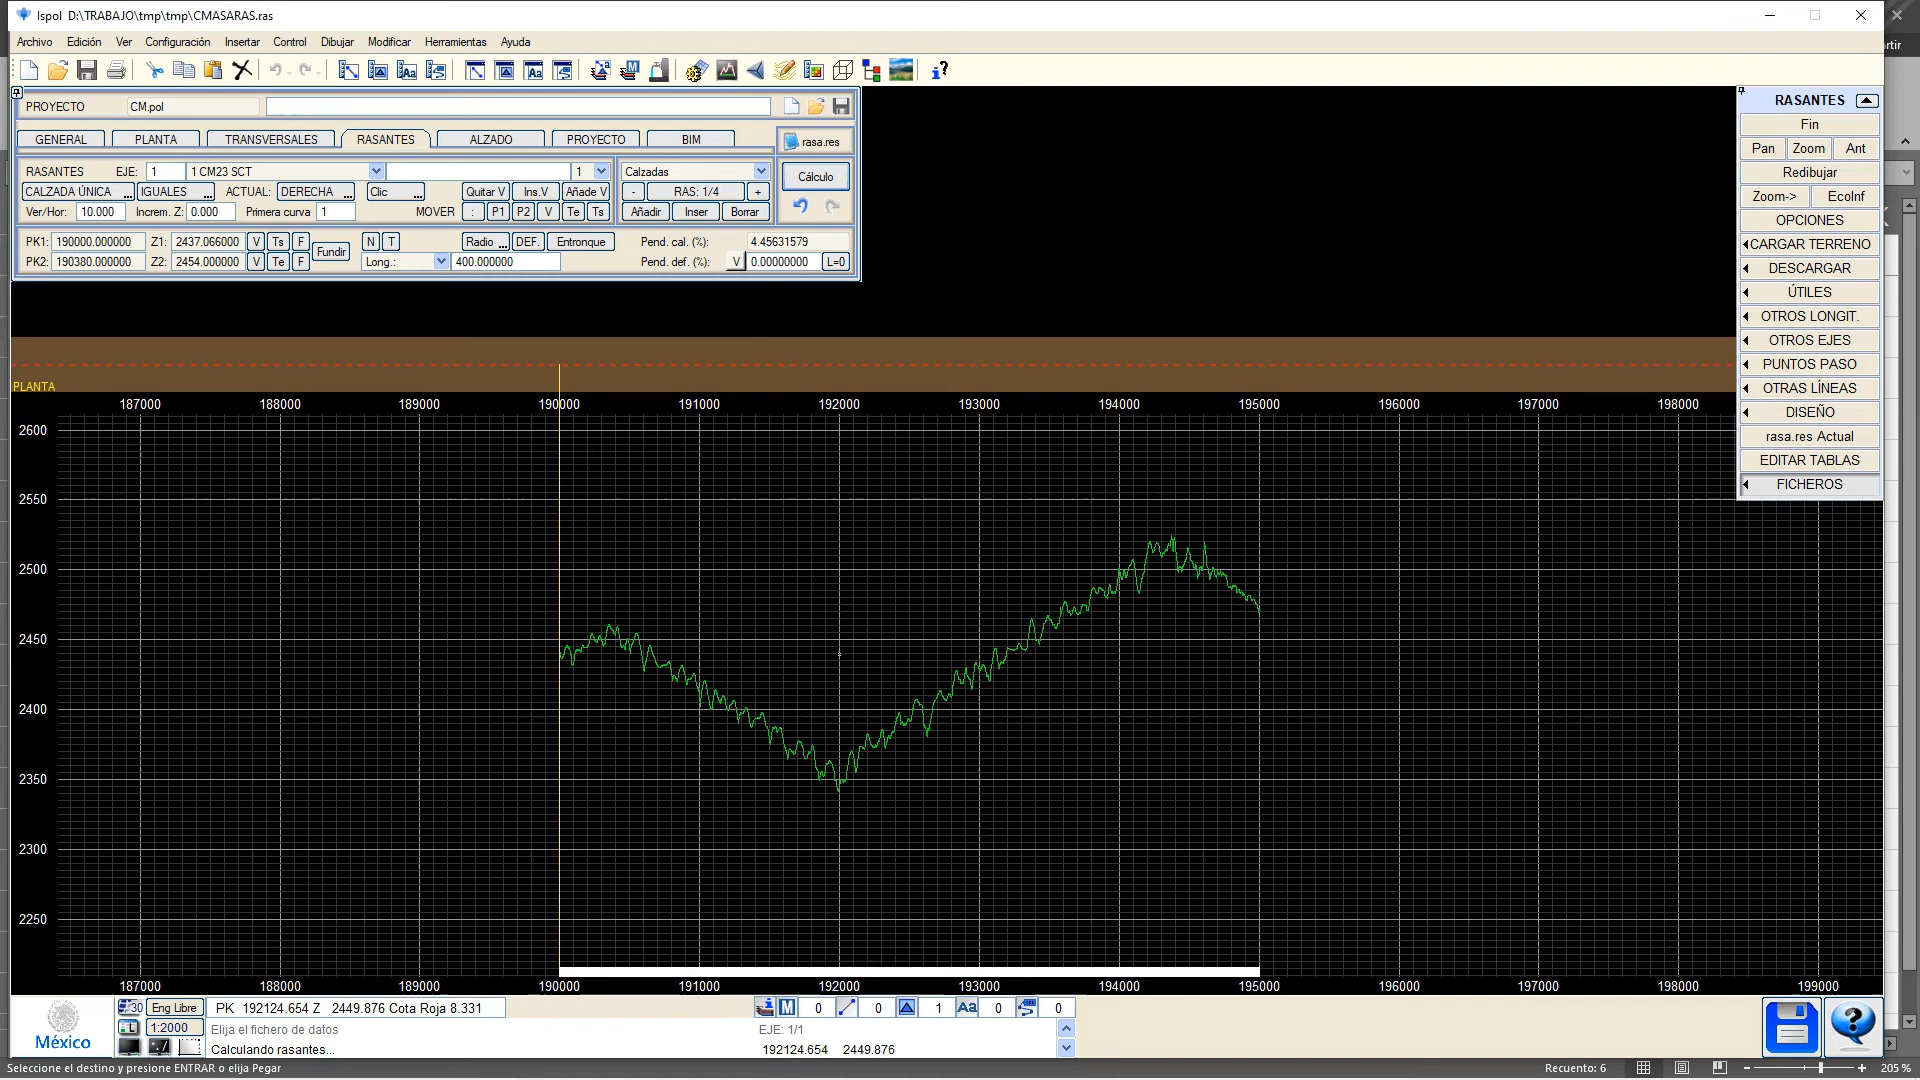 Ispol D:\TRABAJO\tmp\tmp\CMASARAS.ras
Archivo Edición Ver Configuración Insertar Control Dibujar Modificar Herramientas Ayuda
PROYECTO CM.pol
GENERAL PLANTA TRANSVERSALES RASANTES ALZADO PROYECTO BIM rasa.res
RASANTES EJE: 1 1 CM23 SCT 1 Calzadas Cálculo
CALZADA ÚNICA ... IGUALES ... ACTUAL: DERECHA ... Clic ... Quitar V Ins.V Añade V - RAS: 1/4 +
Ver/Hor: 10.000 Increm. Z: 0.000 Primera curva 1 MOVER : P1 P2 V Te Ts Añadir Inser Borrar
PK1: 190000.000000 Z1: 2437.066000 V Ts F Fundir N T Radio ... DEF. Entronque Pend. cal. (%): 4.45631579
PK2: 190380.000000 Z2: 2454.000000 V Te F Long.: 400.000000 Pend. def. (%): V 0.00000000 L=0
RASANTES
Fin
Pan Zoom Ant
Redibujar
Zoom-> EcoInf
OPCIONES
CARGAR TERRENO
DESCARGAR
ÚTILES
OTROS LONGIT.
OTROS EJES
PUNTOS PASO
OTRAS LÍNEAS
DISEÑO
rasa.res Actual
EDITAR TABLAS
FICHEROS
rtir
PLANTA
187000 188000 189000 190000 191000 192000 193000 194000 195000 196000 197000 198000
2600
2550
2500
2450
2400
2350
2300
2250
187000 188000 189000 190000 191000 192000 193000 194000 195000 196000 197000 198000 199000
México
30 Eng Libre PK 192124.654 Z 2449.876 Cota Roja 8.331 M 0 0 1 Aa 0 0
L 1:2000 Elija el fichero de datos EJE: 1/1
Calculando rasantes... 192124.654 2449.876
Seleccione el destino y presione ENTRAR o elija Pegar Recuento: 6 - + 205 %